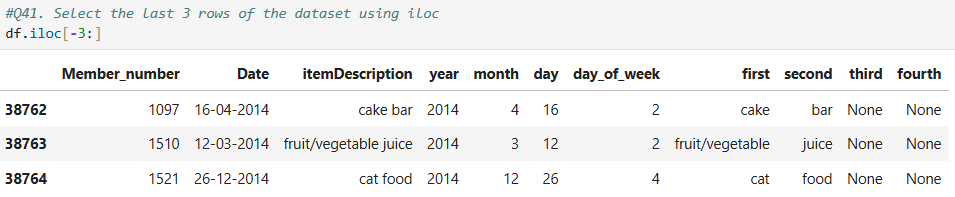 #Q41. Select the last 3 rows of the dataset using iloc
df.iloc[-3:]
Member_number Date itemDescription year month day day_of_week first second third fourth
38762 1097 16-04-2014 cake bar 2014 4 16 2 cake bar None None
38763 1510 12-03-2014 fruit/vegetable juice 2014 3 12 2 fruit/vegetable juice None None
38764 1521 26-12-2014 cat food 2014 12 26 4 cat food None None